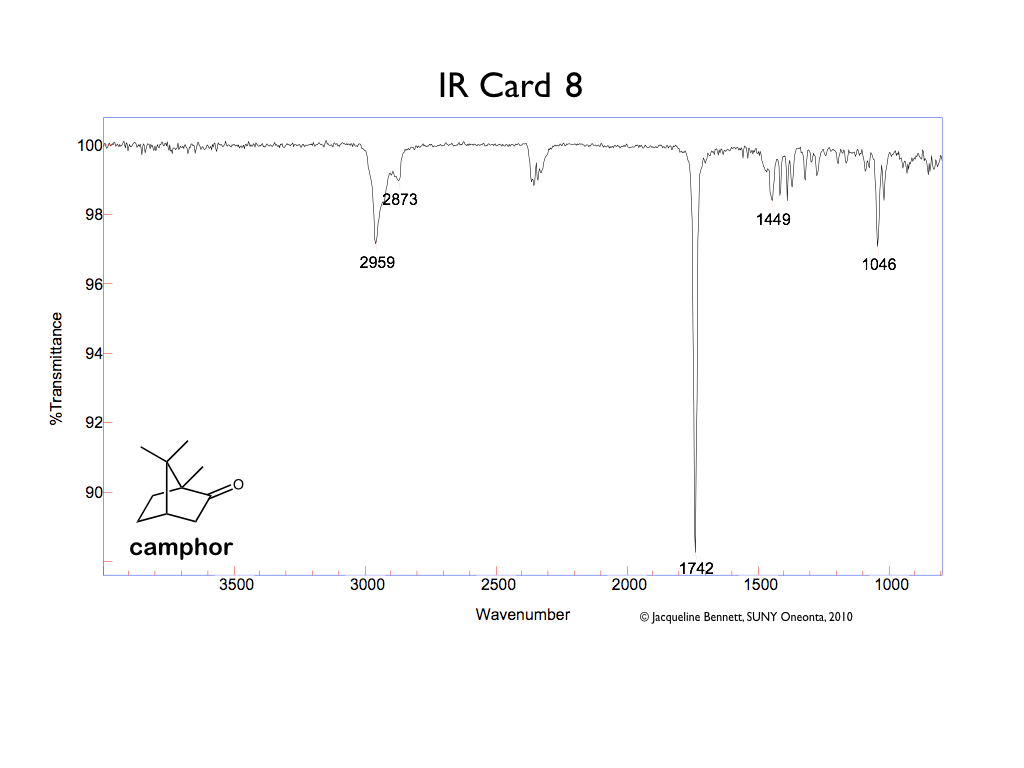 IR Card 8
100
98
96
94
92
90
%Transmittance
2873
2959
1449
1046
1742
O
camphor
3500
3000
2500
2000
1500
1000
Wavenumber
© Jacqueline Bennett, SUNY Oneonta, 2010